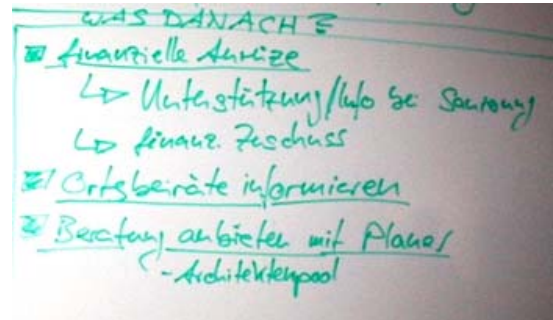 WAS DANACH?
finanzielle Anreize
↳ Unterstützung/Info bei Sanierung
↳ finanz. Zuschuss
Ortsbeiräte informieren
Beratung anbieten mit Planer
- Architektenpool